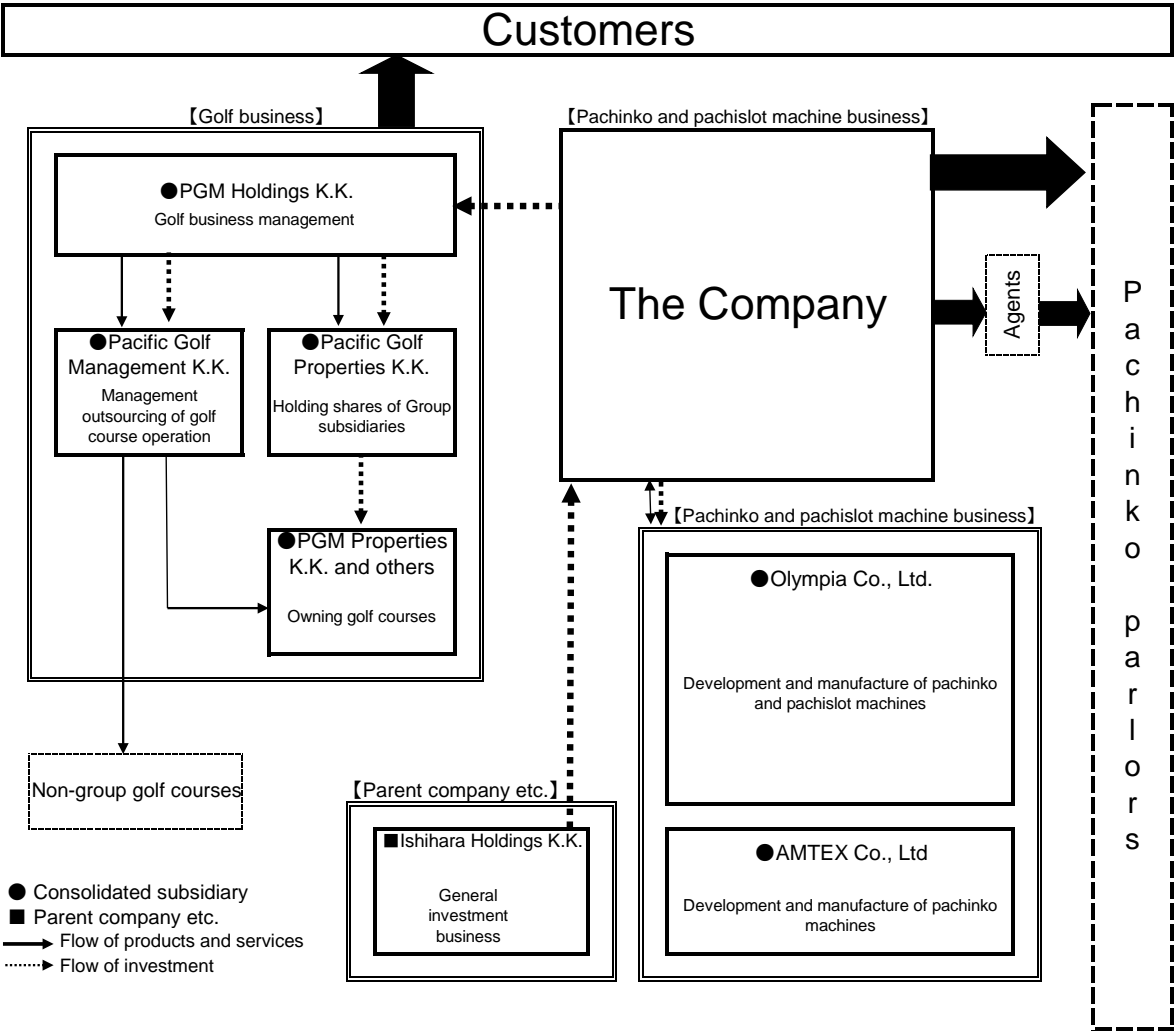 Customers
【Golf business】
【Pachinko and pachislot machine business】
●PGM Holdings K.K.
Golf business management
The Company
Agents
Pachinko parlors
●Pacific Golf
Management K.K.
Management
outsourcing of golf
course operation
●Pacific Golf
Properties K.K.
Holding shares of Group
subsidiaries
●PGM Properties
K.K. and others
Owning golf courses
【Pachinko and pachislot machine business】
●Olympia Co., Ltd.
Development and manufacture of pachinko
and pachislot machines
●AMTEX Co., Ltd
Development and manufacture of pachinko
machines
Non-group golf courses
【Parent company etc.】
■Ishihara Holdings K.K.
General
investment
business
● Consolidated subsidiary
■ Parent company etc.
Flow of products and services
Flow of investment